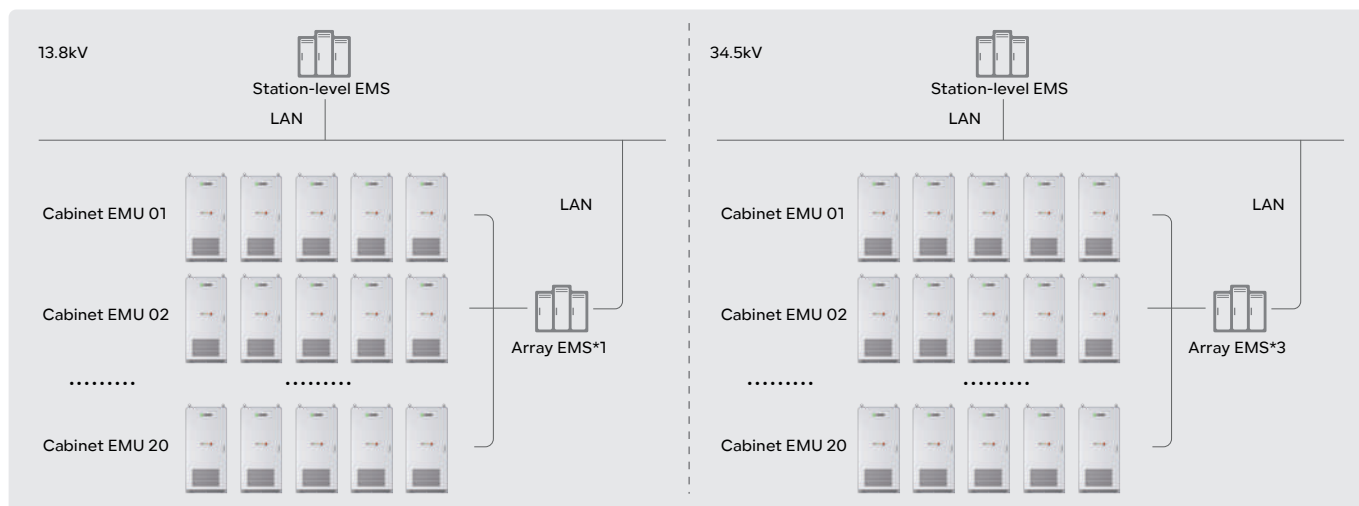 13.8kV
Station-level EMS
LAN
Cabinet EMU 01
LAN
Cabinet EMU 02
Array EMS*1
.........
.........
Cabinet EMU 20
34.5kV
Station-level EMS
LAN
Cabinet EMU 01
LAN
Cabinet EMU 02
Array EMS*3
.........
.........
Cabinet EMU 20